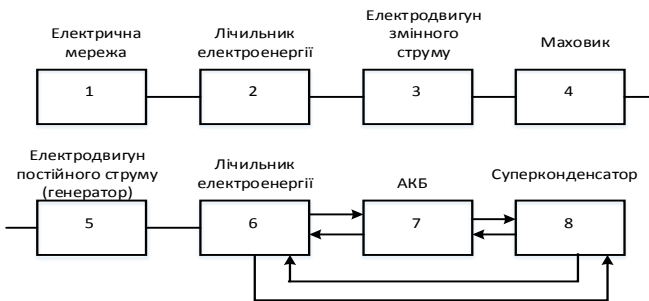 Електрична
мережа
Лічильник
електроенергії
Електродвигун
змінного
струму
Маховик
1
2
3
4
Електродвигун
постійного струму
(генератор)
Лічильник
електроенергії
АКБ
Суперконденсатор
5
6
7
8